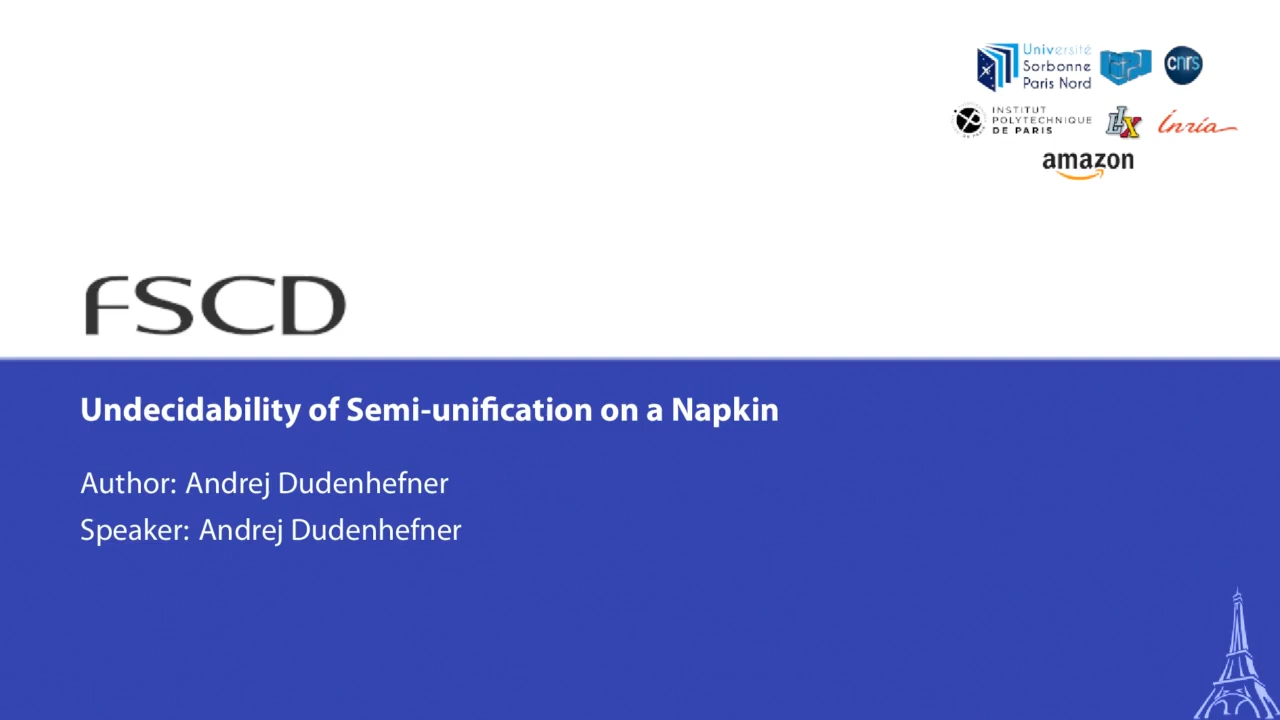 Université
Sorbonne
Paris Nord
cnrs
INSTITUT
POLYTECHNIQUE
DE PARIS
LIX
Inria
amazon
FSCD
Undecidability of Semi-unification on a Napkin
Author: Andrej Dudenhefner
Speaker: Andrej Dudenhefner